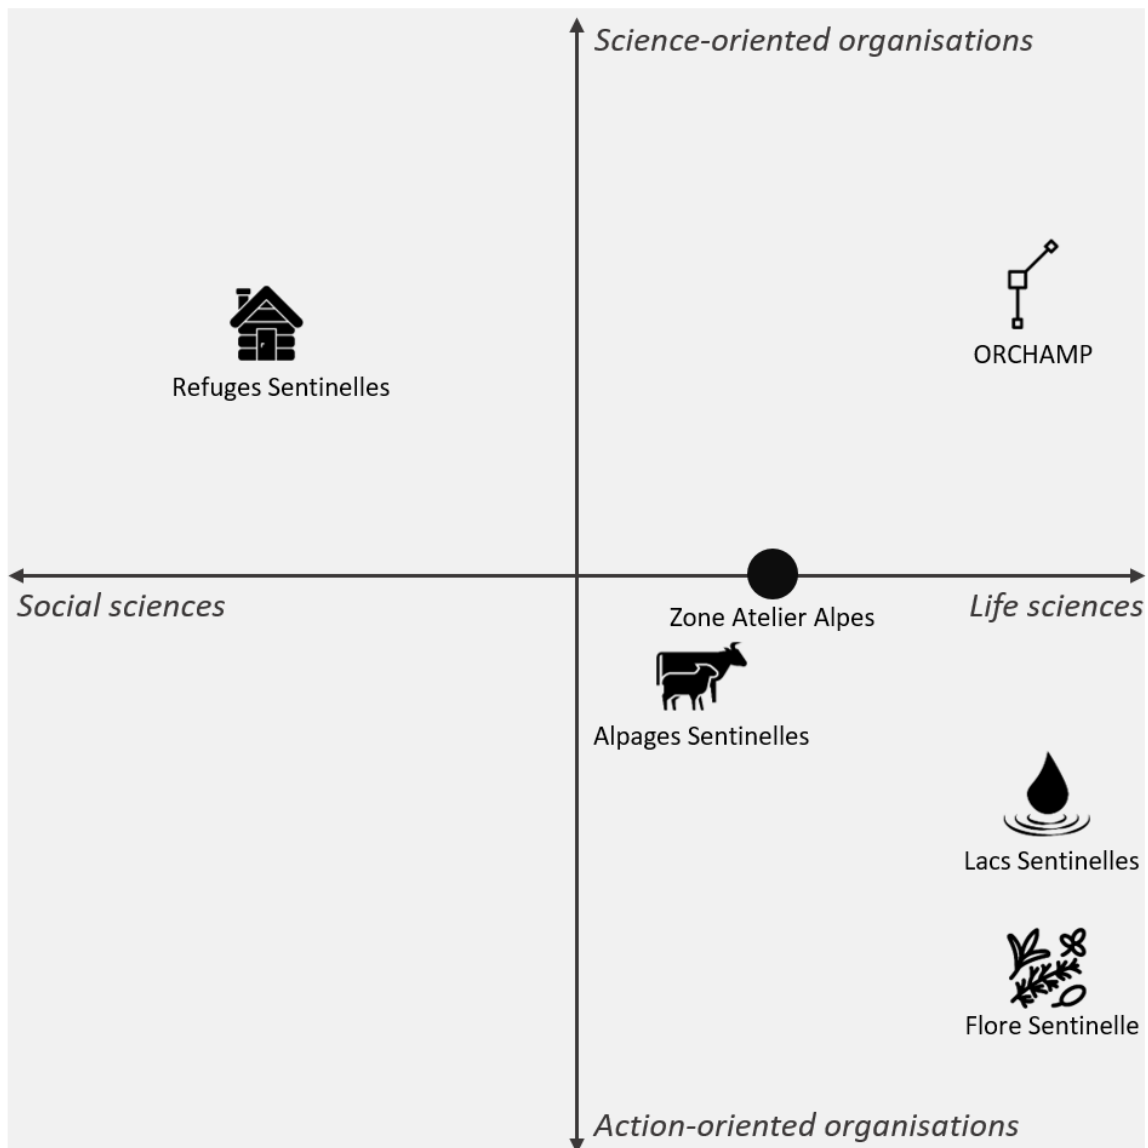 Science-oriented organisations
ORCHAMP
Refuges Sentinelles
Social sciences
Life sciences
Zone Atelier Alpes
Alpages Sentinelles
Lacs Sentinelles
Flore Sentinelle
Action-oriented organisations